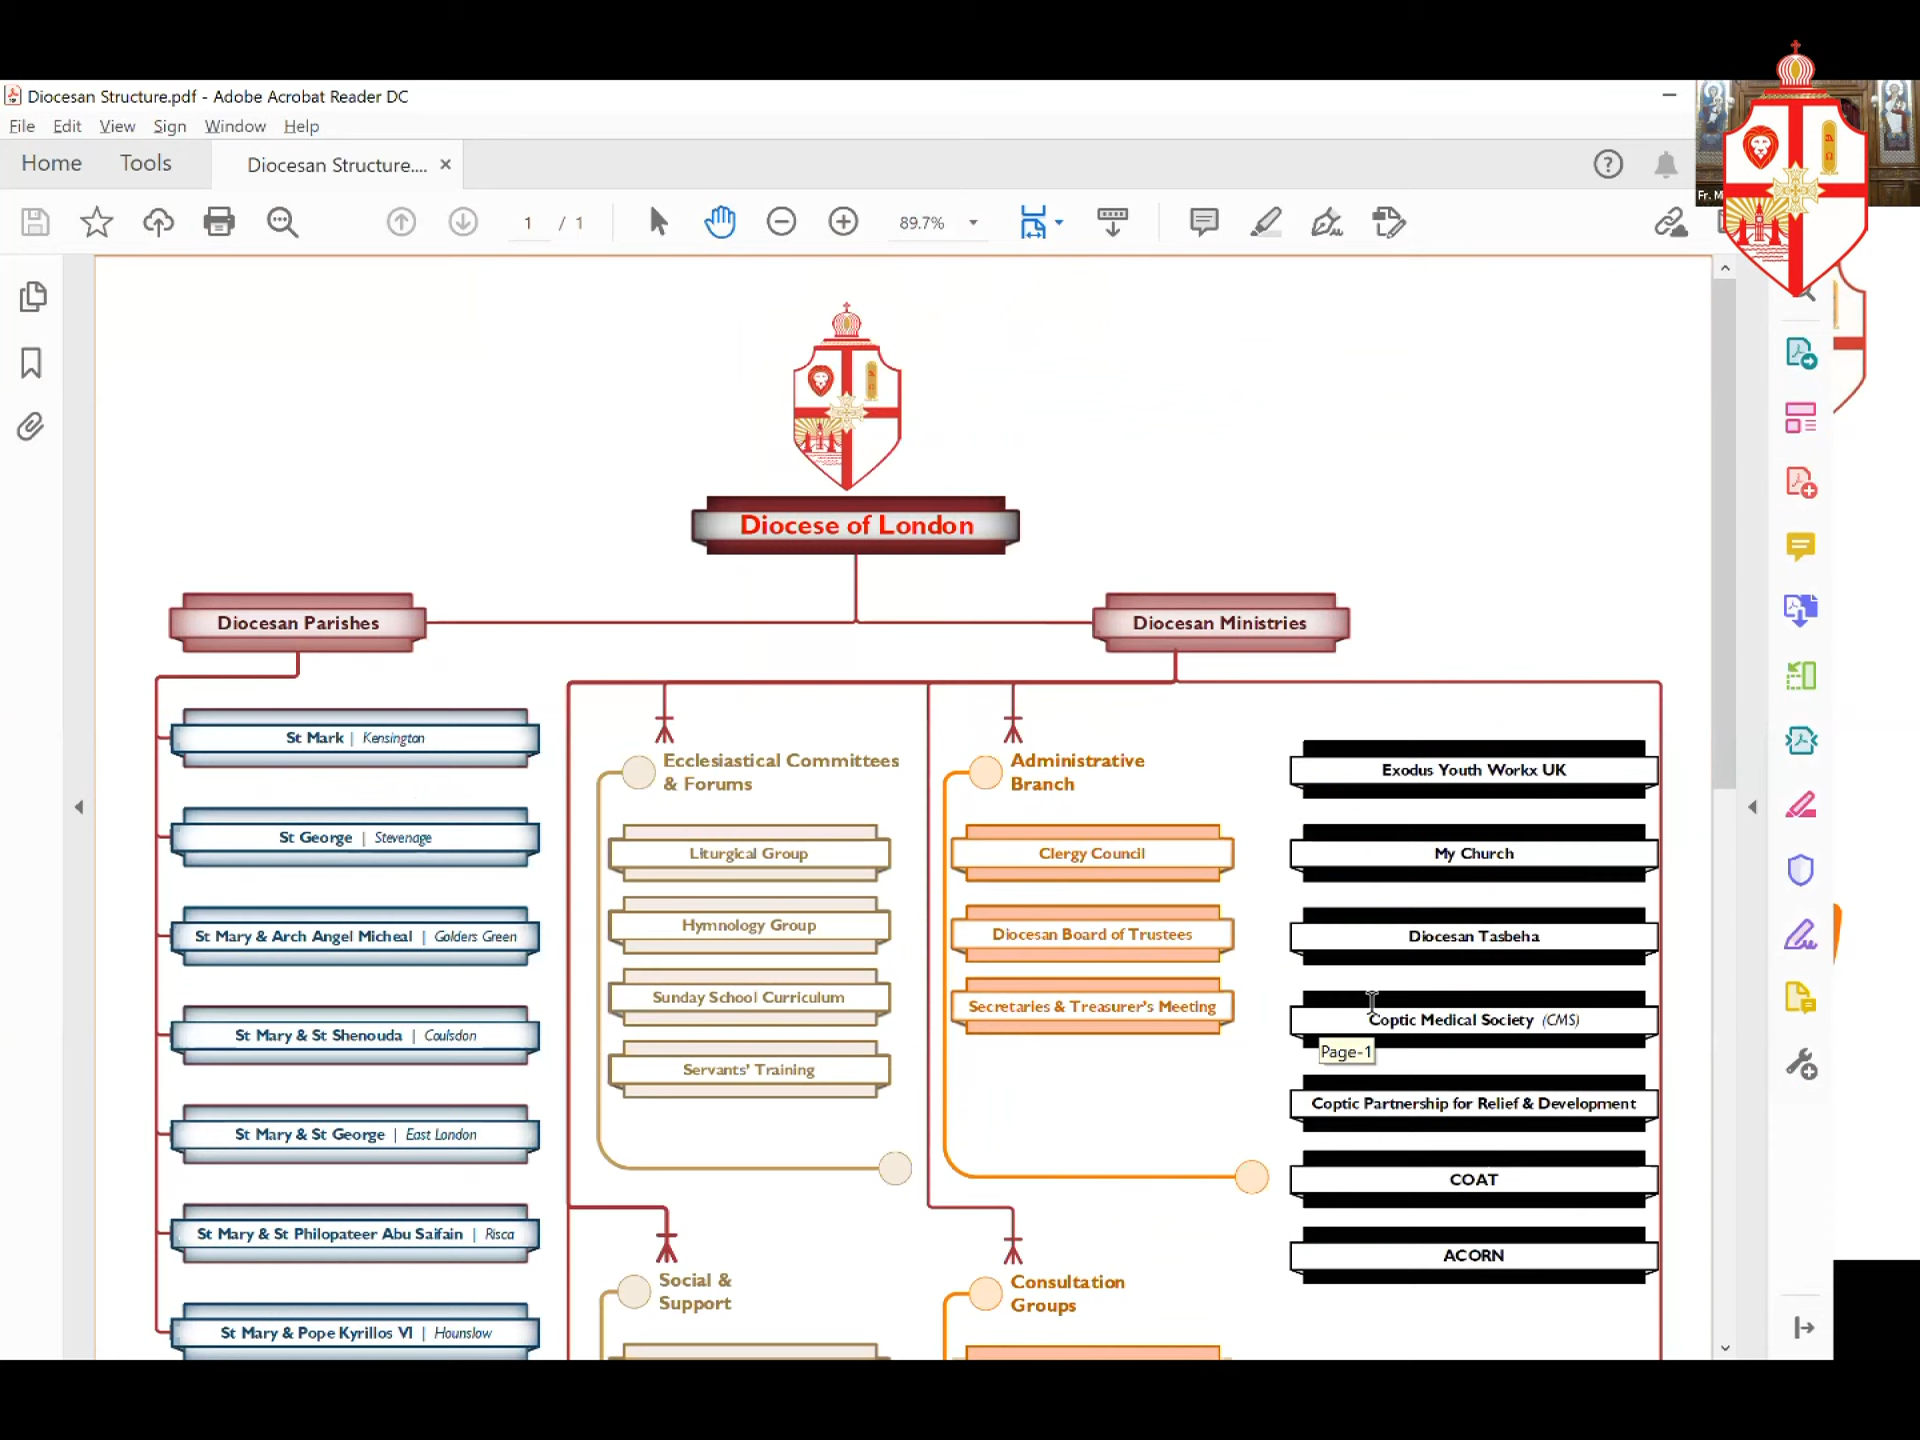 Diocesan Structure.pdf - Adobe Acrobat Reader DC
File Edit View Sign Window Help
Home Tools Diocesan Structure.... ×
1 / 1 89.7%
Fr. M
Diocese of London
Diocesan Parishes
Diocesan Ministries
St Mark | Kensington
St George | Stevenage
St Mary & Arch Angel Micheal | Golders Green
St Mary & St Shenouda | Coulsdon
St Mary & St George | East London
St Mary & St Philopateer Abu Saifain | Risca
St Mary & Pope Kyrillos VI | Hounslow
Ecclesiastical Committees
& Forums
Liturgical Group
Hymnology Group
Sunday School Curriculum
Servants' Training
Social &
Support
Administrative
Branch
Clergy Council
Diocesan Board of Trustees
Secretaries & Treasurer's Meeting
Consultation
Groups
Exodus Youth Workx UK
My Church
Diocesan Tasbeha
Coptic Medical Society (CMS)
Page-1
Coptic Partnership for Relief & Development
COAT
ACORN